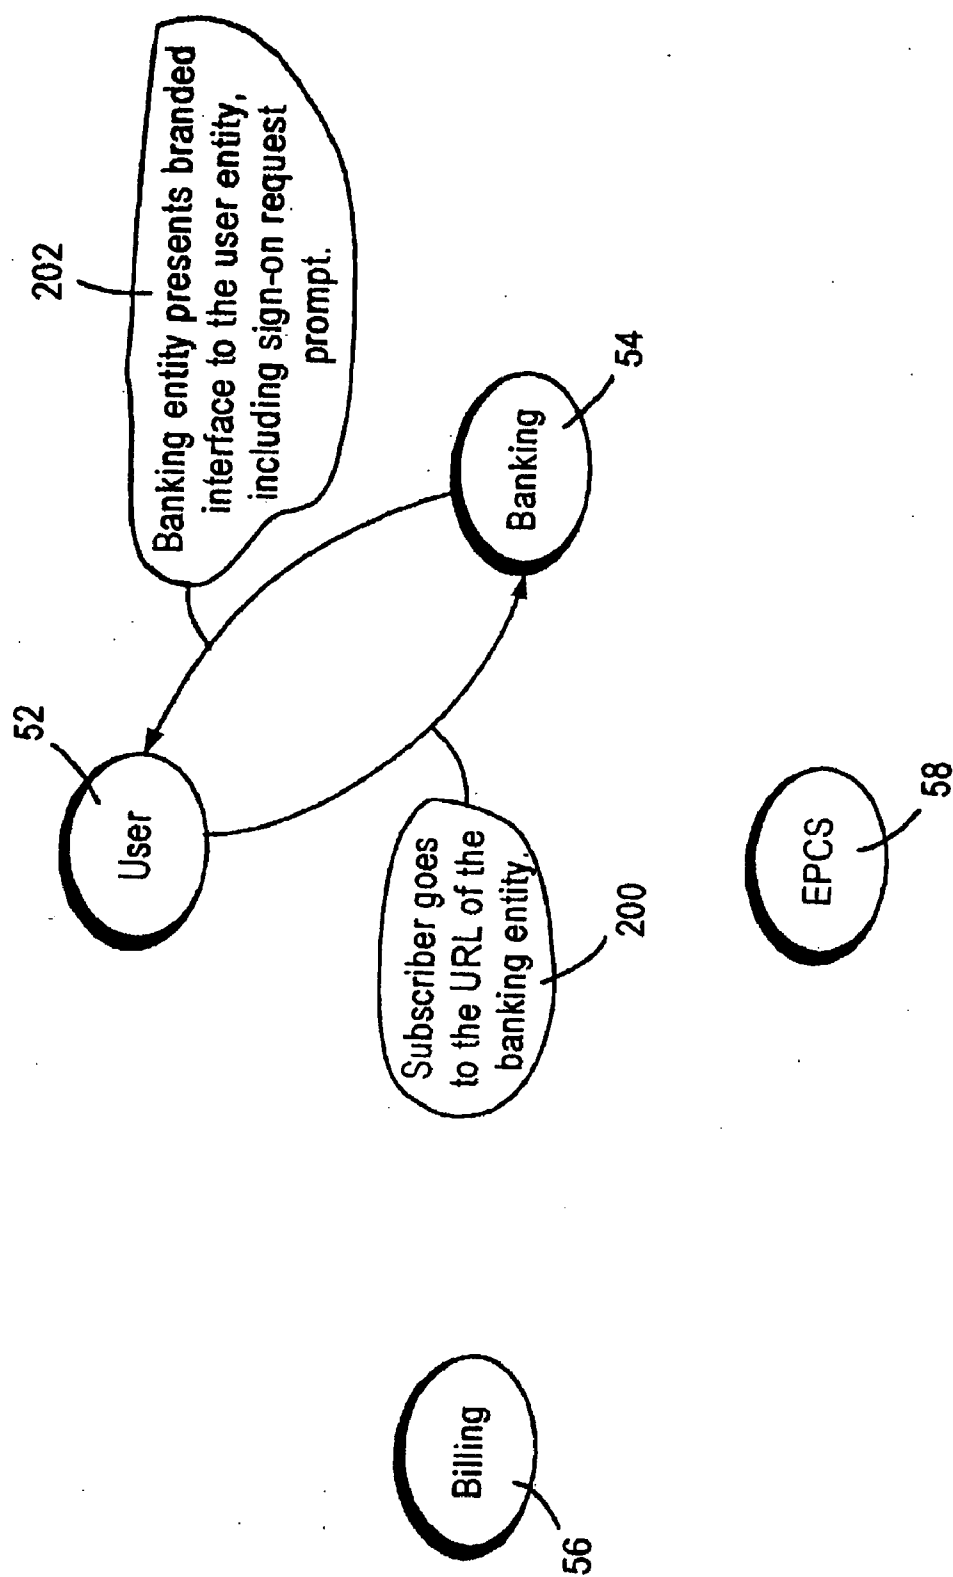 202
Banking entity presents branded
interface to the user entity,
including sign-on request
prompt.
52
User
54
Banking
Subscriber goes
to the URL of the
banking entity.
200
58
EPCS
Billing
56